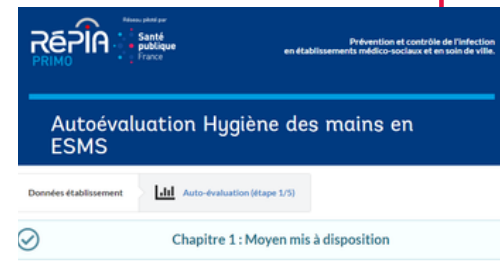 Réseau piloté par
RéPIA
PRIMO
Santé
publique
France
Prévention et contrôle de l'infection
en établissements médico-sociaux et en soin de ville.
Autoévaluation Hygiène des mains en
ESMS
Données établissement
Auto-évaluation (étape 1/5)
Chapitre 1 : Moyen mis à disposition